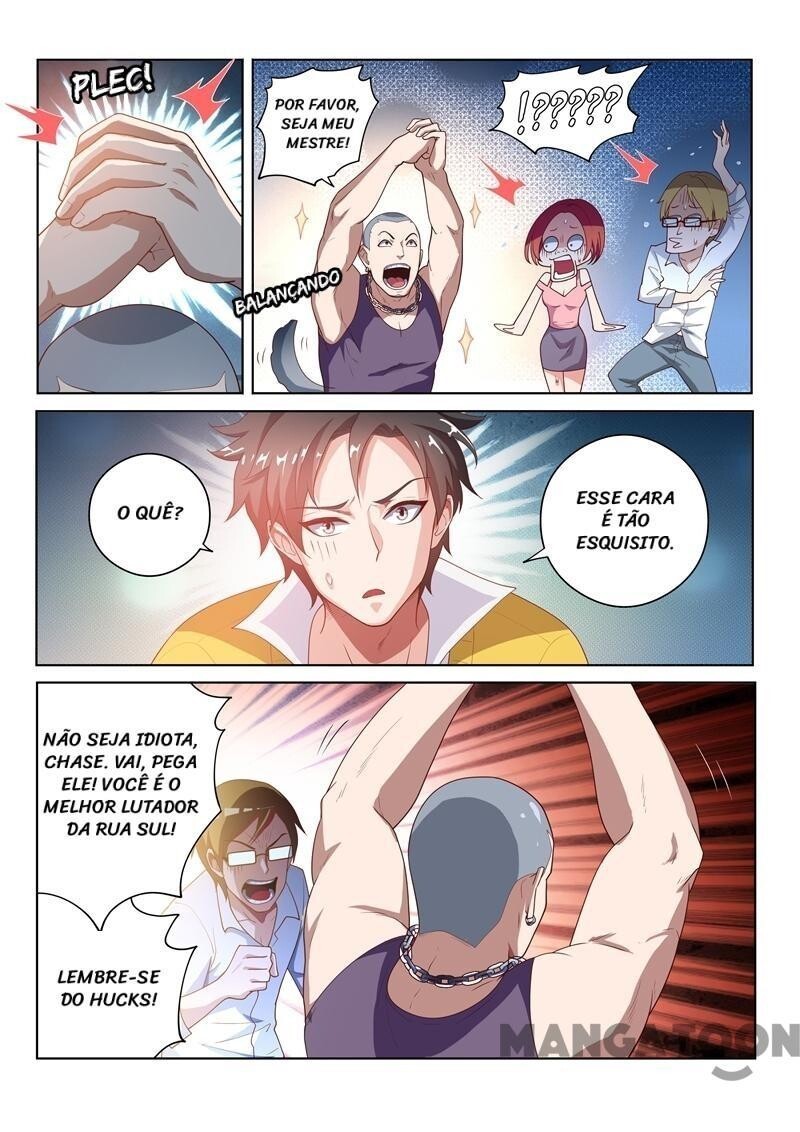 PLEC!
POR FAVOR,
SEJA MEU
MESTRE!
!??????
BALANÇANDO
O QUÊ?
ESSE CARA
É TÃO
ESQUISITO.
NÃO SEJA IDIOTA,
CHASE. VAI, PEGA
ELE! VOCÊ É O
MELHOR LUTADOR
DA RUA SUL!
LEMBRE-SE
DO HUCKS!
MANGATOON